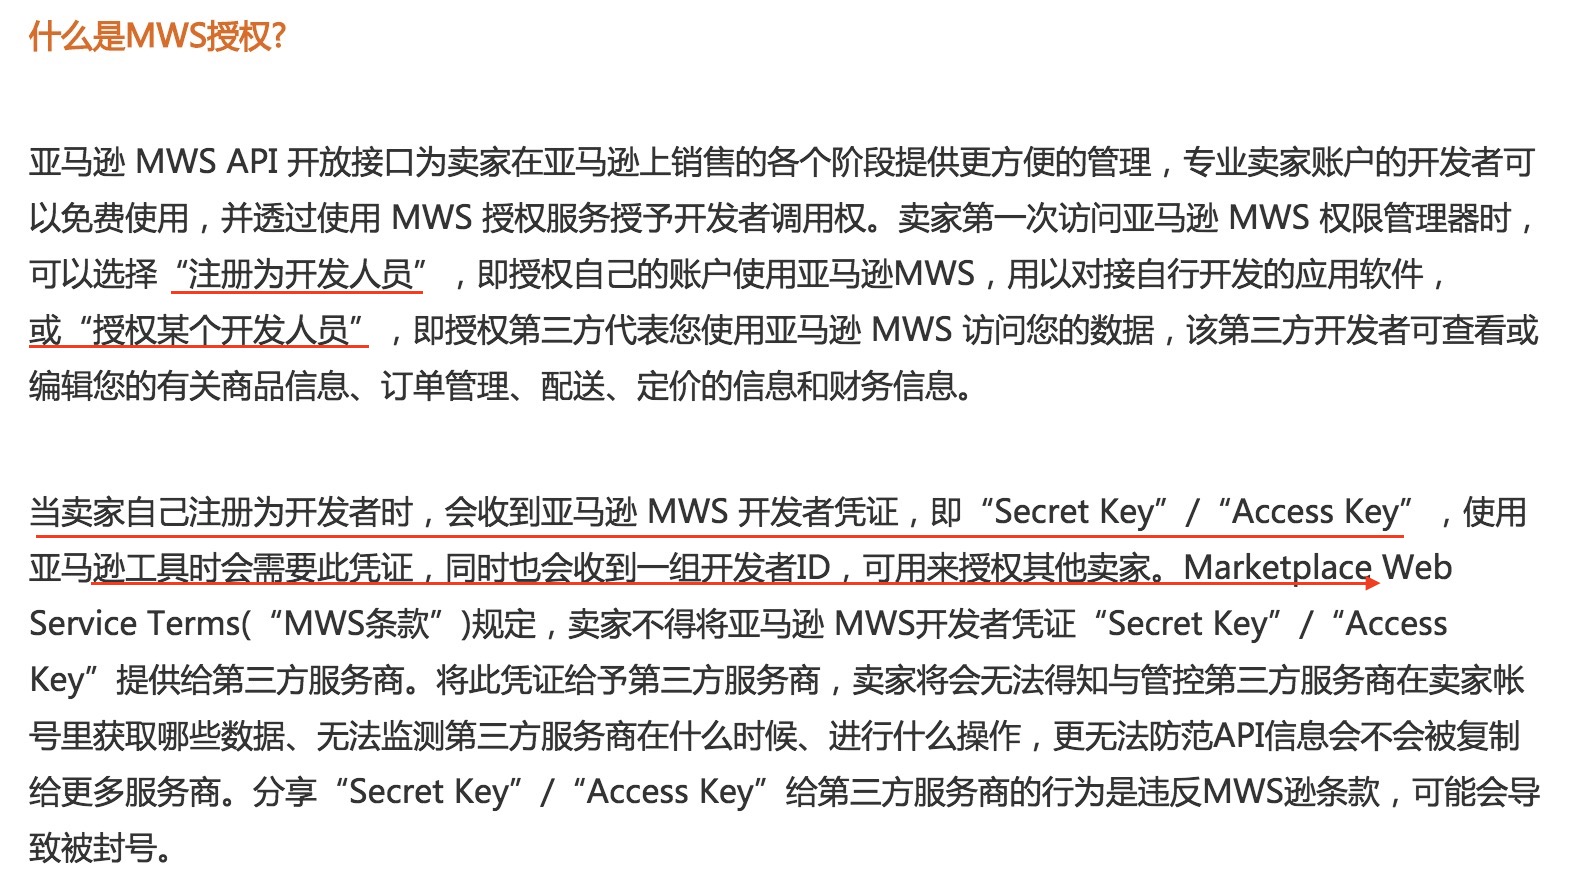 什么是MWS授权?
亚马逊 MWS API 开放接口为卖家在亚马逊上销售的各个阶段提供更方便的管理，专业卖家账户的开发者可
以免费使用，并透过使用 MWS 授权服务授予开发者调用权。卖家第一次访问亚马逊 MWS 权限管理器时，
可以选择“注册为开发人员”，即授权自己的账户使用亚马逊MWS，用以对接自行开发的应用软件，
或“授权某个开发人员”，即授权第三方代表您使用亚马逊 MWS 访问您的数据，该第三方开发者可查看或
编辑您的有关商品信息、订单管理、配送、定价的信息和财务信息。
当卖家自己注册为开发者时，会收到亚马逊 MWS 开发者凭证，即“Secret Key” /“Access Key”，使用
亚马逊工具时会需要此凭证，同时也会收到一组开发者ID，可用来授权其他卖家。Marketplace Web
Service Terms(“MWS条款”)规定，卖家不得将亚马逊 MWS开发者凭证“Secret Key” /“Access
Key”提供给第三方服务商。将此凭证给予第三方服务商，卖家将会无法得知与管控第三方服务商在卖家帐
号里获取哪些数据、无法监测第三方服务商在什么时候、进行什么操作，更无法防范API信息会不会被复制
给更多服务商。分享“Secret Key” /“Access Key”给第三方服务商的行为是违反MWS逊条款，可能会导
致被封号。